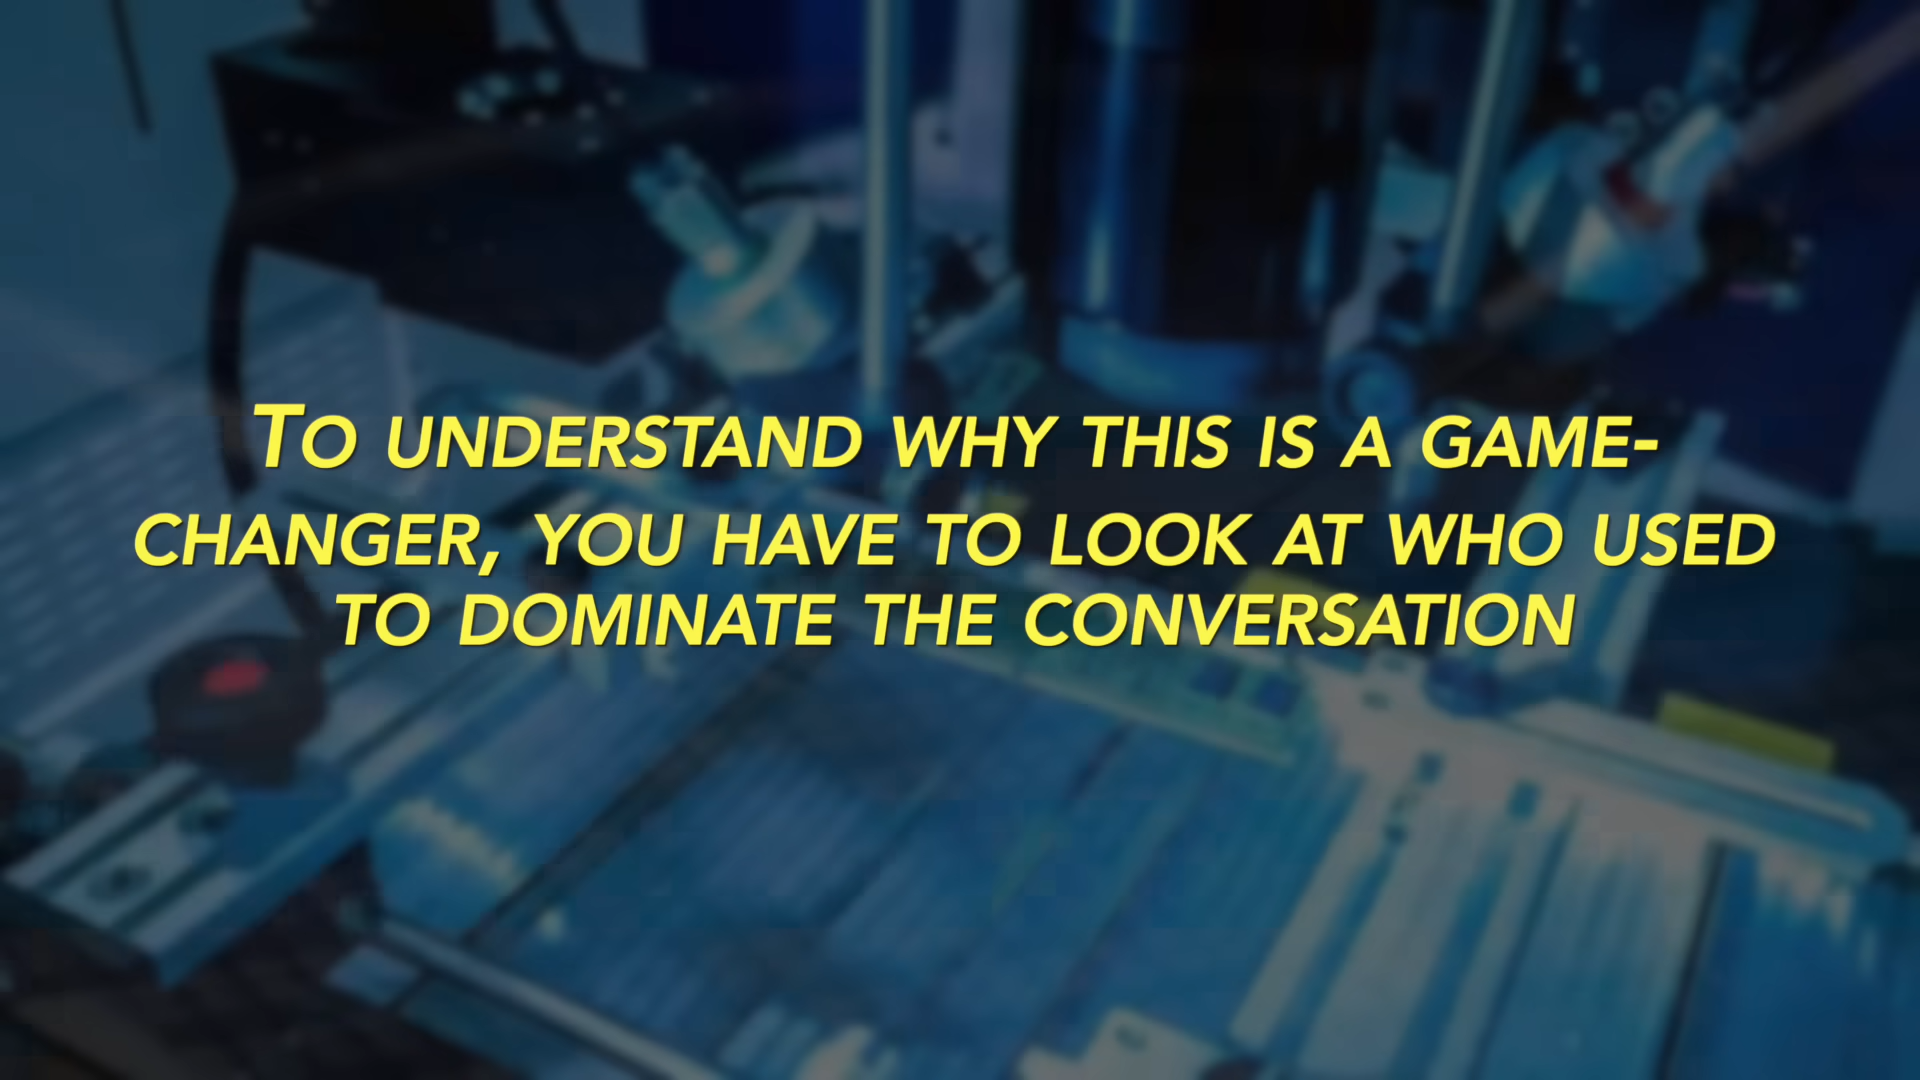 To understand why this is a game-
changer, you have to look at who used
to dominate the conversation